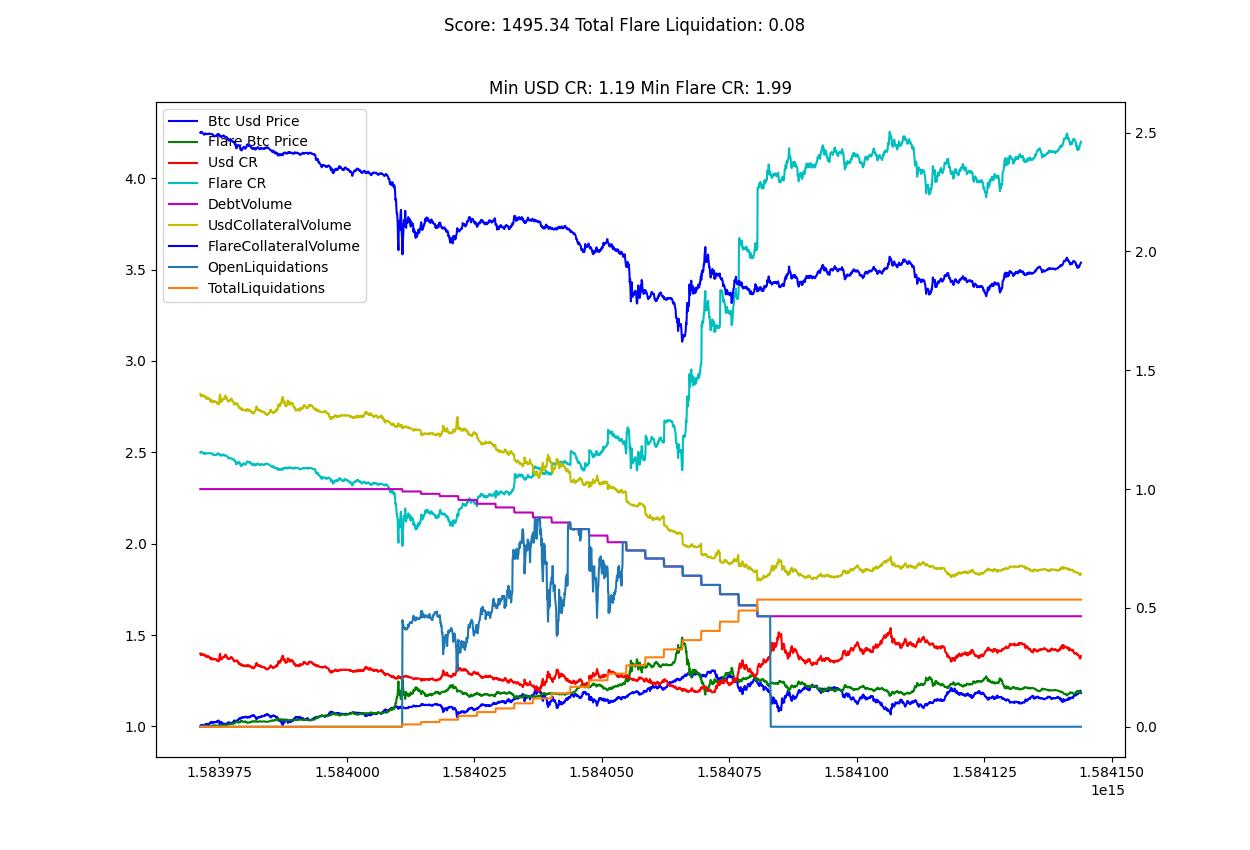 Score: 1495.34 Total Flare Liquidation: 0.08
Min USD CR: 1.19 Min Flare CR: 1.99
Btc Usd Price
Flare Btc Price
Usd CR
Flare CR
DebtVolume
UsdCollateralVolume
FlareCollateralVolume
OpenLiquidations
TotalLiquidations
4.0
3.5
3.0
2.5
2.0
1.5
1.0
2.5
2.0
1.5
1.0
0.5
0.0
1.583975 1.584000 1.584025 1.584050 1.584075 1.584100 1.584125 1.584150
1e15